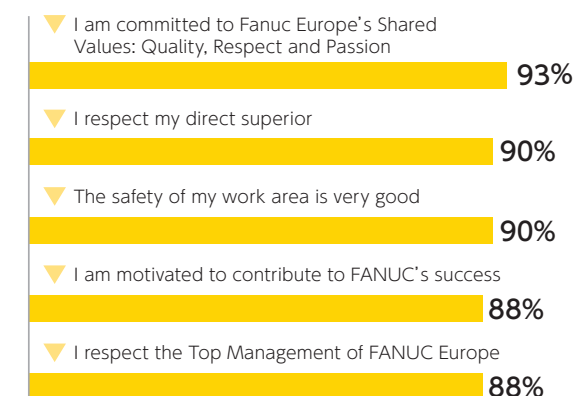 I am committed to Fanuc Europe's Shared
Values: Quality, Respect and Passion
93%
I respect my direct superior
90%
The safety of my work area is very good
90%
I am motivated to contribute to FANUC's success
88%
I respect the Top Management of FANUC Europe
88%